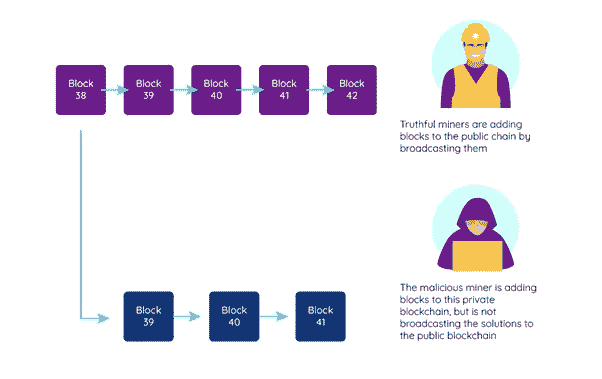 Block
38
Block
39
Block
40
Block
41
Block
42
Truthful miners are adding
blocks to the public chain by
broadcasting them
The malicious miner is adding
blocks to this private
blockchain, but is not
broadcasting the solutions to
the public blockchain
Block
39
Block
40
Block
41